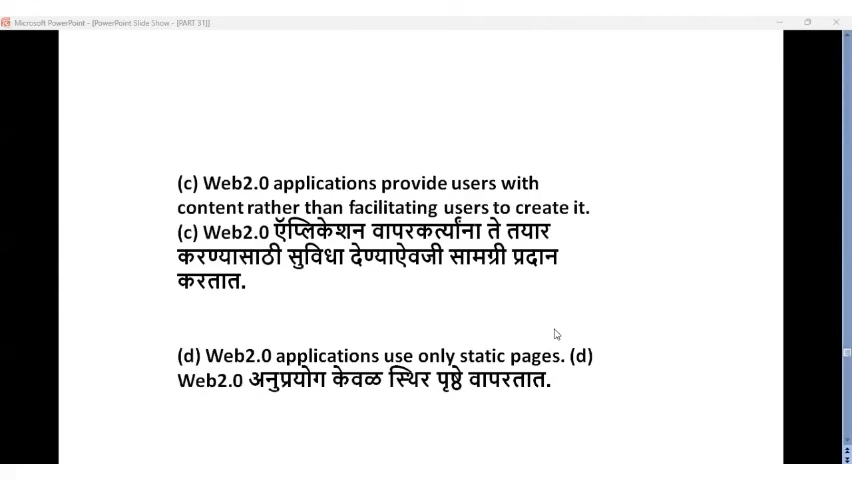 Microsoft PowerPoint - [PowerPoint Slide Show - [PART 31]]
(c) Web2.0 applications provide users with
content rather than facilitating users to create it.
(c) Web2.0 ऍप्लिकेशन वापरकर्त्यांना ते तयार
करण्यासाठी सुविधा देण्याऐवजी सामग्री प्रदान
करतात.
(d) Web2.0 applications use only static pages. (d)
Web2.0 अनुप्रयोग केवळ स्थिर पृष्ठे वापरतात.